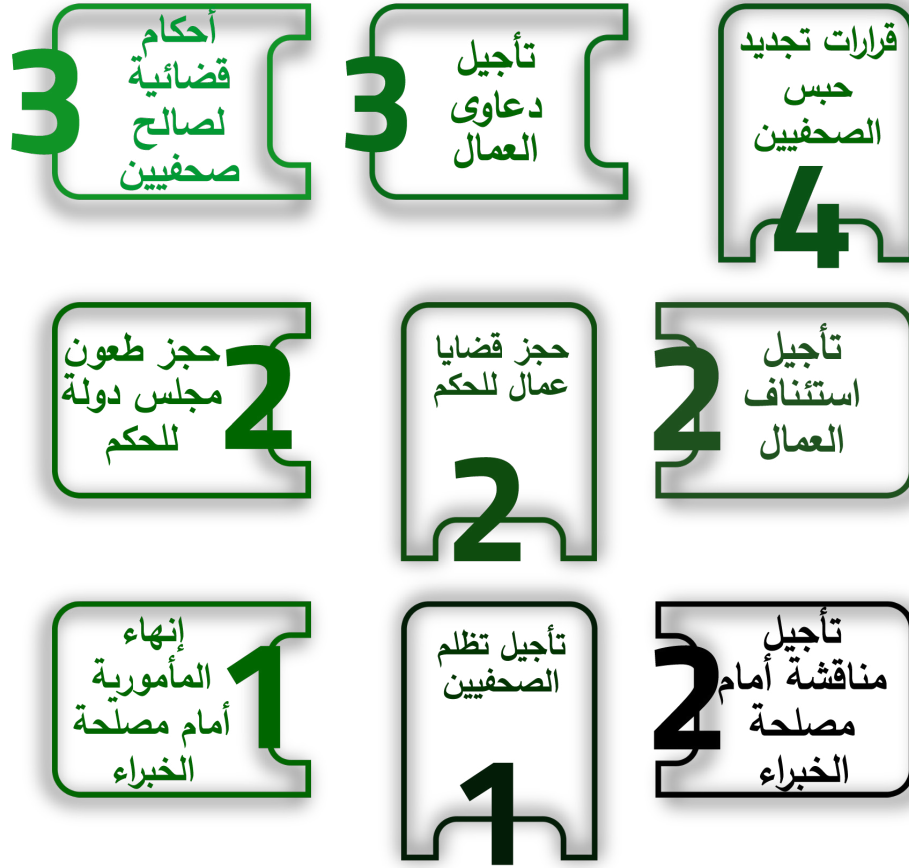 قرارات تجديد
حبس
الصحفيين
4
تأجيل
دعاوى
العمال
3
أحكام
قضائية
لصالح
صحفيين
3
تأجيل
استئناف
العمال
2
حجز قضايا
عمال للحكم
2
حجز طعون
مجلس دولة
للحكم
2
تأجيل
مناقشة أمام
مصلحة
الخبراء
2
تأجيل تظلم
الصحفيين
1
إنهاء
المأمورية
أمام مصلحة
الخبراء
1